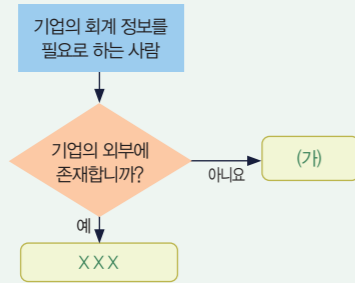 기업의 회계 정보를
필요로 하는 사람
기업의 외부에
존재합니까?
아니요
(가)
예
XXX